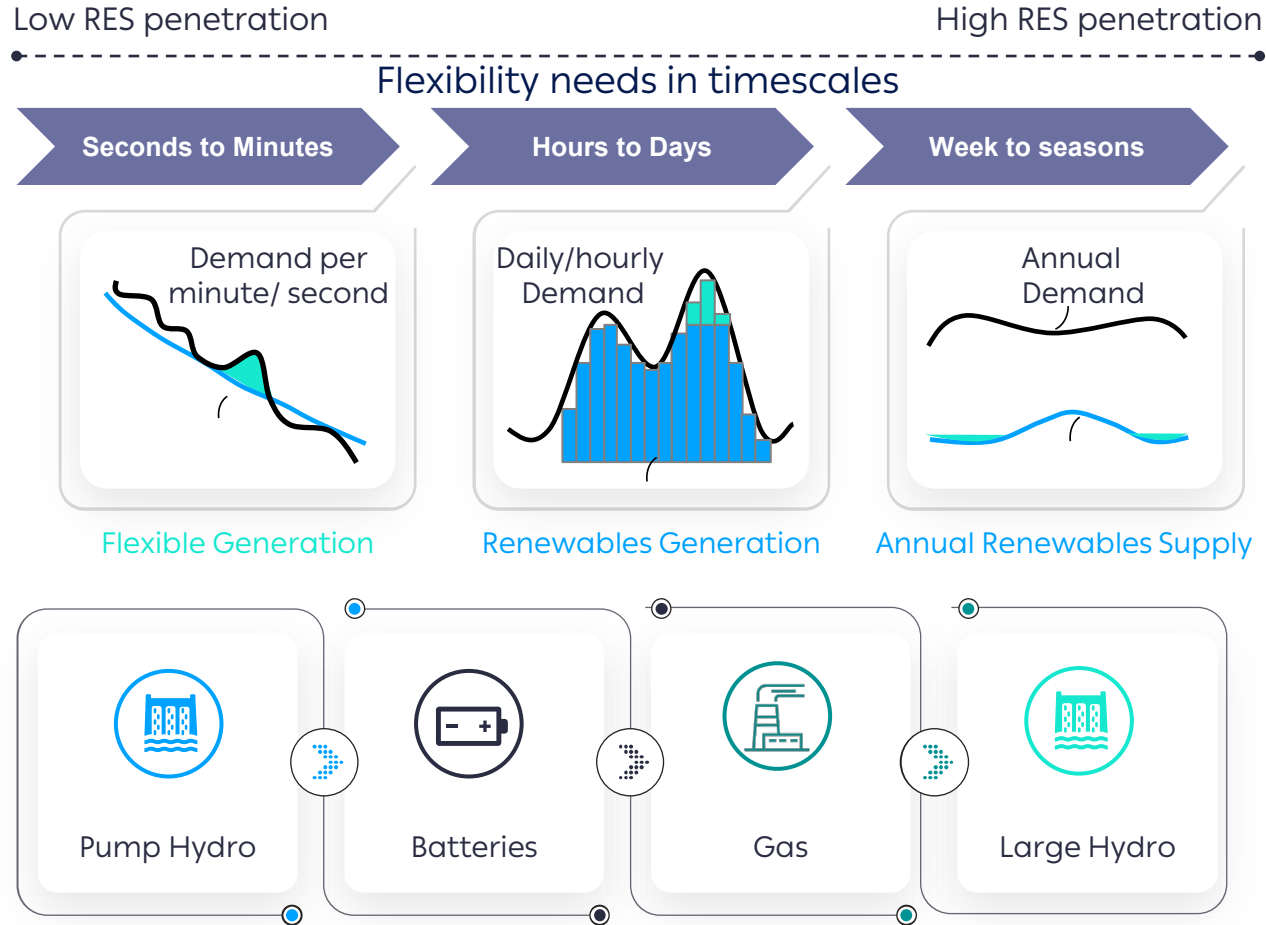 Low RES penetration
High RES penetration
Flexibility needs in timescales
Seconds to Minutes
Hours to Days
Week to seasons
Demand per
minute/ second
Daily/hourly
Demand
Annual
Demand
Flexible Generation
Renewables Generation
Annual Renewables Supply
Pump Hydro
Batteries
Gas
Large Hydro